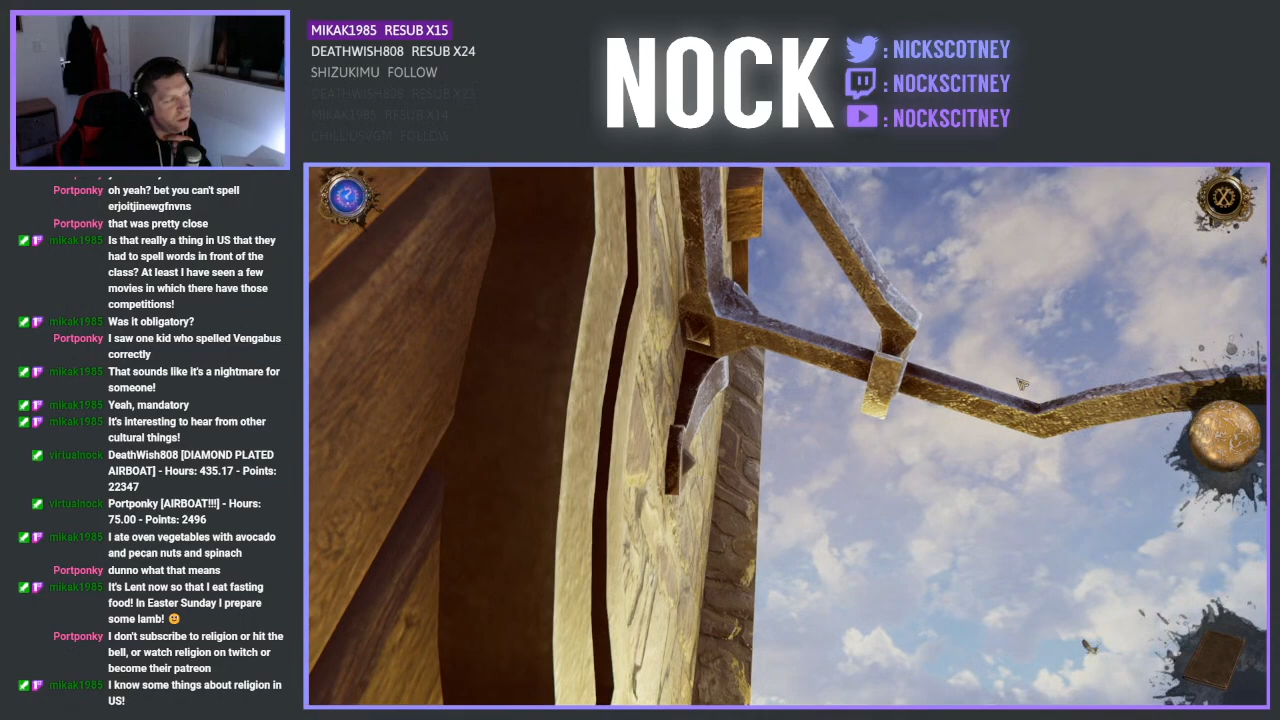 MIKAK1985 RESUB X15
DEATHWISH808 RESUB X24
SHIZUKIMU FOLLOW
DEATHWISH808 RESUB X23
MIKAK1985 RESUB X14
CHILLIUSVGM FOLLOW
NOCK
: NICKSCOTNEY
: NOCKSCITNEY
: NOCKSCITNEY
Portponky oh yeah? bet you can't spell
erjoitjinewgfnvns
Portponky that was pretty close
mikak1985 Is that really a thing in US that they
had to spell words in front of the
class? At least I have seen a few
movies in which there have those
competitions!
mikak1985 Was it obligatory?
Portponky I saw one kid who spelled Vengabus
correctly
mikak1985 That sounds like it's a nightmare for
someone!
mikak1985 Yeah, mandatory
mikak1985 It's interesting to hear from other
cultural things!
virtualnock DeathWish808 [DIAMOND PLATED
AIRBOAT] - Hours: 435.17 - Points:
22347
virtualnock Portponky [AIRBOAT!!!] - Hours:
75.00 - Points: 2496
mikak1985 I ate oven vegetables with avocado
and pecan nuts and spinach
Portponky dunno what that means
mikak1985 It's Lent now so that I eat fasting
food! In Easter Sunday I prepare
some lamb! 🙂
Portponky I don't subscribe to religion or hit the
bell, or watch religion on twitch or
become their patreon
mikak1985 I know some things about religion in
US!